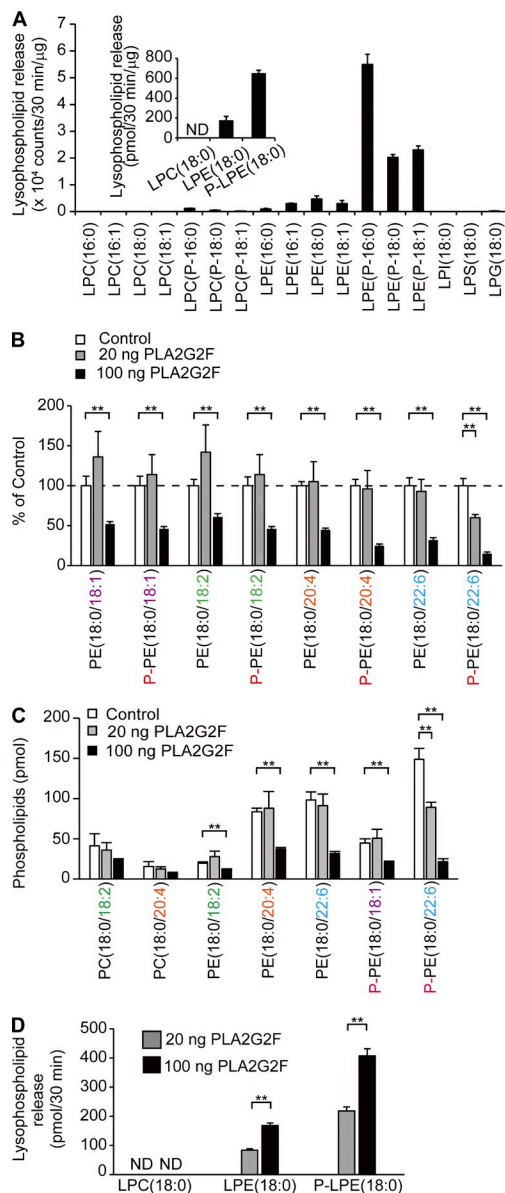 A
Lysophospholipid release
(x 10⁴ counts/30 min/μg)
7
6
5
4
3
2
1
0
Lysophospholipid release
(pmol/30 min/μg)
800
600
400
200
0
ND
LPC(18:0)
LPE(18:0)
P-LPE(18:0)
LPC(16:0)
LPC(16:1)
LPC(18:0)
LPC(18:1)
LPC(P-16:0)
LPC(P-18:0)
LPC(P-18:1)
LPE(16:0)
LPE(16:1)
LPE(18:0)
LPE(18:1)
LPE(P-16:0)
LPE(P-18:0)
LPE(P-18:1)
LPI(18:0)
LPS(18:0)
LPG(18:0)
B
Control
20 ng PLA2G2F
100 ng PLA2G2F
% of Control
200
150
100
50
0
** ** ** ** ** ** ** **
**
PE(18:0/18:1)
P-PE(18:0/18:1)
PE(18:0/18:2)
P-PE(18:0/18:2)
PE(18:0/20:4)
P-PE(18:0/20:4)
PE(18:0/22:6)
P-PE(18:0/22:6)
C
Control
20 ng PLA2G2F
100 ng PLA2G2F
Phospholipids (pmol)
200
150
100
50
0
** ** ** ** **
**
PC(18:0/18:2)
PC(18:0/20:4)
PE(18:0/18:2)
PE(18:0/20:4)
PE(18:0/22:6)
P-PE(18:0/18:1)
P-PE(18:0/22:6)
D
Lysophospholipid
release
(pmol/30 min)
500
400
300
200
100
0
20 ng PLA2G2F
100 ng PLA2G2F
**
**
ND ND
LPC(18:0) LPE(18:0) P-LPE(18:0)